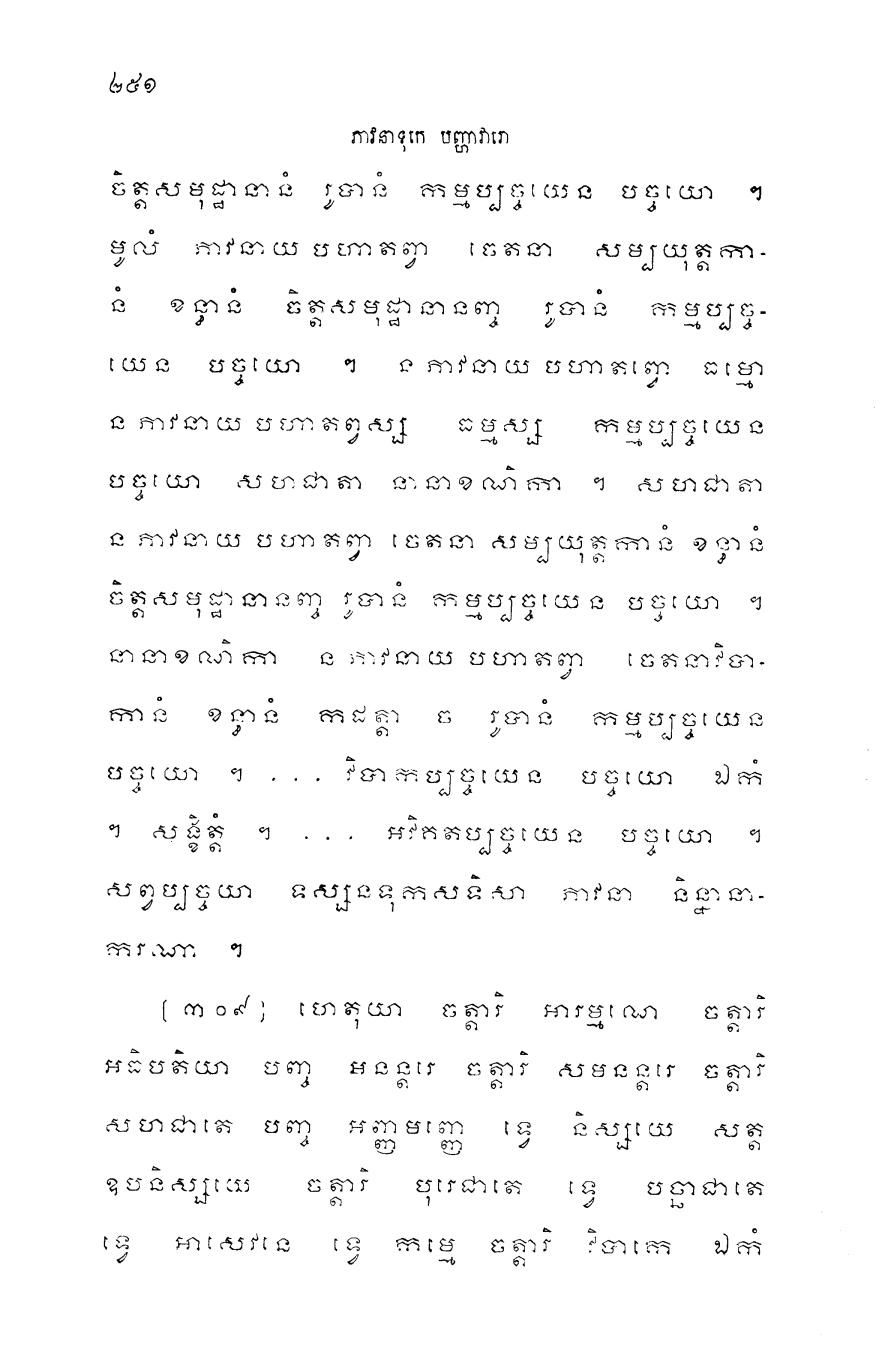 ២៥១
ភាវនាទុកេ បញ្ហាវារោ
ចិត្តសមុដ្ឋានានំ រូបានំ កម្មប្បច្ចយេន បច្ចយោ ។
មូលំ ភាវនាយ បហាតព្វា ចេតនា សម្បយុត្តកា-
នំ ខន្ធានំ ចិត្តសមុដ្ឋានានញ្ច រូបានំ កម្មប្បច្ច-
យេន បច្ចយោ ។ ន ភាវនាយ បហាតព្វោ ធម្មោ
ន ភាវនាយ បហាតព្វស្ស ធម្មស្ស កម្មប្បច្ចយេន
បច្ចយោ សហជាតា នានាខណិកា ។ សហជាតា
ន ភាវនាយ បហាតព្វា ចេតនា សម្បយុត្តកានំ ខន្ធានំ
ចិត្តសមុដ្ឋានានញ្ច រូបានំ កម្មប្បច្ចយេន បច្ចយោ ។
នានាខណិកា ន ភាវនាយ បហាតព្វា ចេតនាវិបា-
កានំ ខន្ធានំ កដត្តា ច រូបានំ កម្មប្បច្ចយេន
បច្ចយោ ។ ... វិបាកប្បច្ចយេន បច្ចយោ ឯកំ
។ សង្ខិត្តំ ។ ... អវិគតប្បច្ចយេន បច្ចយោ ។
សព្វប្បច្ចយា ទស្សនទុកសទិសា ភាវនា និន្នានា-
ករណា ។
[៣០៩] ហេតុយា ចត្តារិ អារម្មណេ ចត្តារិ
អធិបតិយា បញ្ច អនន្តរេ ចត្តារិ សមនន្តរេ ចត្តារិ
សហជាតេ បញ្ច អញ្ញមញ្ញេ ទ្វេ និស្សយេ សត្ត
ឧបនិស្សយេ ចត្តារិ បុរេជាតេ ទ្វេ បច្ឆាជាតេ
ទ្វេ អាសេវនេ ទ្វេ កម្មេ ចត្តារិ វិបាកេ ឯកំ